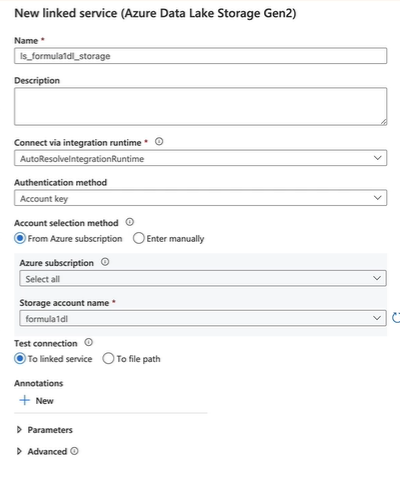 New linked service (Azure Data Lake Storage Gen2)
Name *
ls_formula1dl_storage
Description
Connect via integration runtime *
AutoResolveIntegrationRuntime
Authentication method
Account key
Account selection method
From Azure subscription Enter manually
Azure subscription
Select all
Storage account name *
formula1dl
Test connection
To linked service To file path
Annotations
+ New
Parameters
Advanced